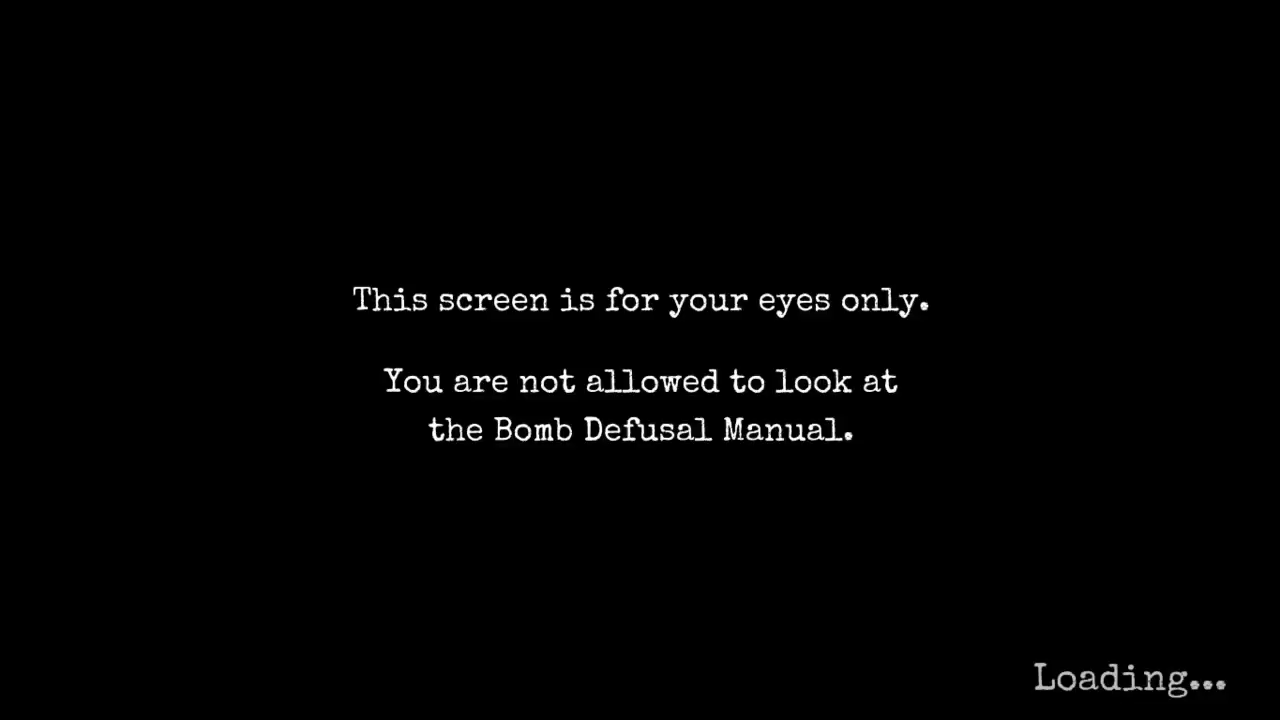 This screen is for your eyes only.
You are not allowed to look at
the Bomb Defusal Manual.
Loading...